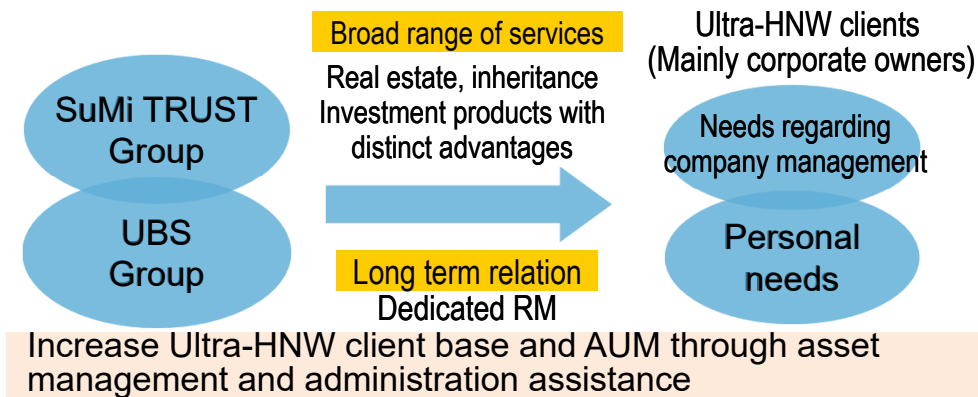 SuMi TRUST
Group
UBS
Group
Broad range of services
Real estate, inheritance
Investment products with
distinct advantages
Long term relation
Dedicated RM
Ultra-HNW clients
(Mainly corporate owners)
Needs regarding
company management
Personal
needs
Increase Ultra-HNW client base and AUM through asset
management and administration assistance